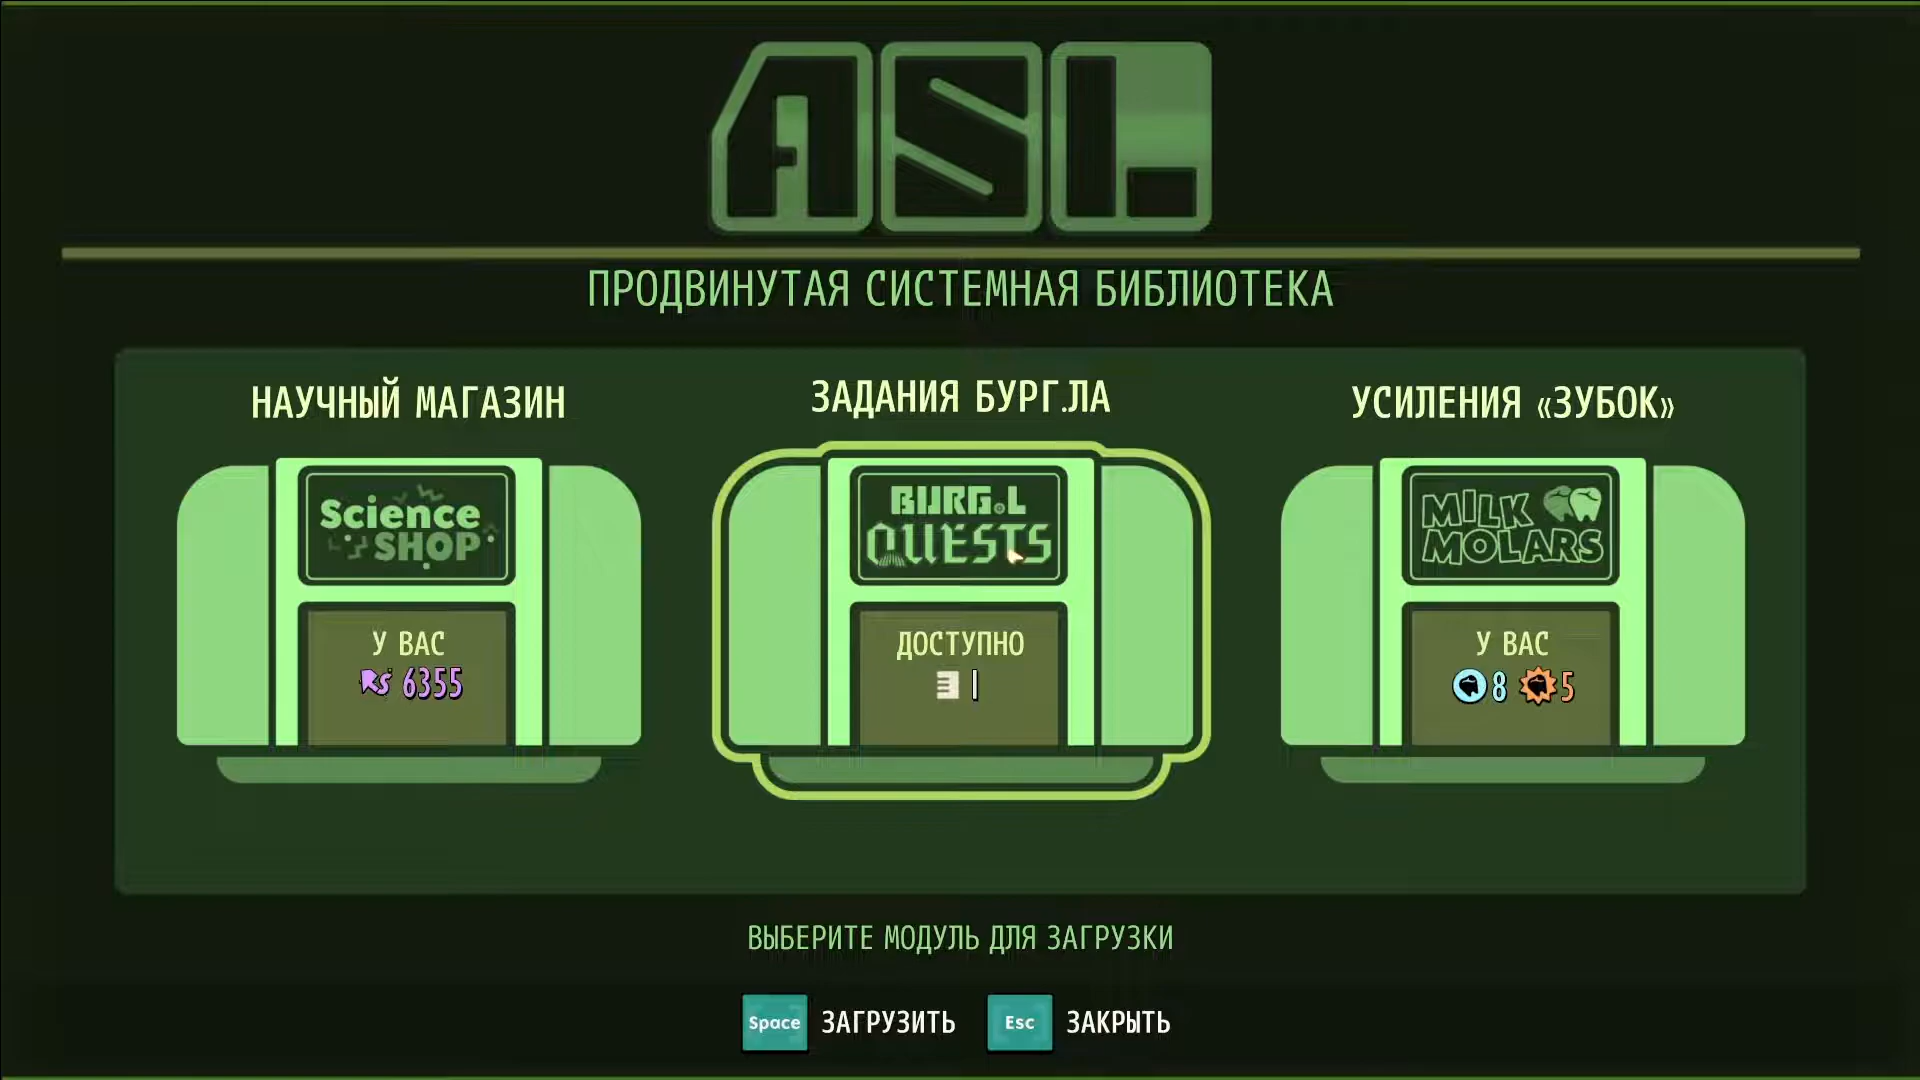 ASL
ПРОДВИНУТАЯ СИСТЕМНАЯ БИБЛИОТЕКА
НАУЧНЫЙ МАГАЗИН
ЗАДАНИЯ БУРГ.ЛА
УСИЛЕНИЯ «ЗУБОК»
Science
SHOP
BURG.L
QUESTS
MILK
MOLARS
У ВАС
6355
ДОСТУПНО
1
У ВАС
8 5
ВЫБЕРИТЕ МОДУЛЬ ДЛЯ ЗАГРУЗКИ
Space ЗАГРУЗИТЬ Esc ЗАКРЫТЬ